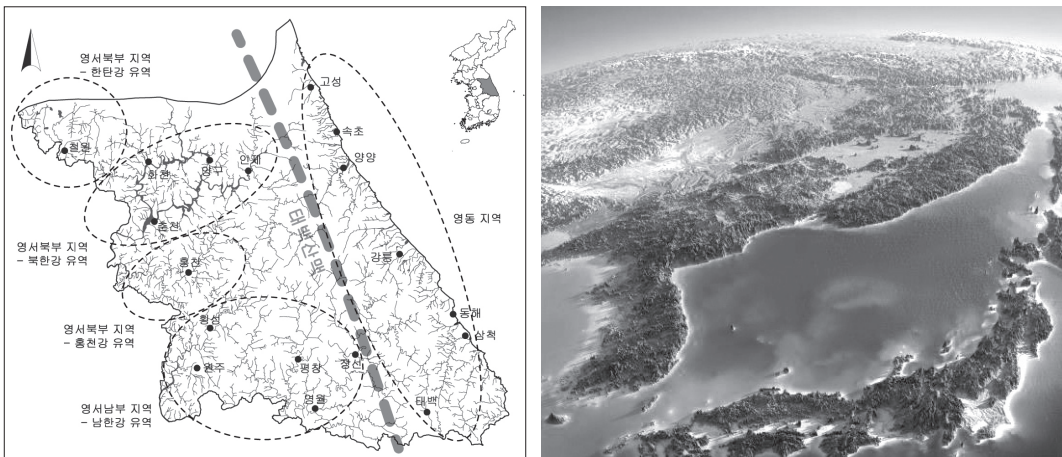 영서북부 지역
- 한탄강 유역
고성
속초
양양
철원
화천
양구
인제
춘천
영동 지역
태백산맥
영서북부 지역
- 북한강 유역
홍천
강릉
영서북부 지역
- 홍천강 유역
횡성
동해
삼척
원주
평창
정선
영서남부 지역
- 남한강 유역
영월
태백